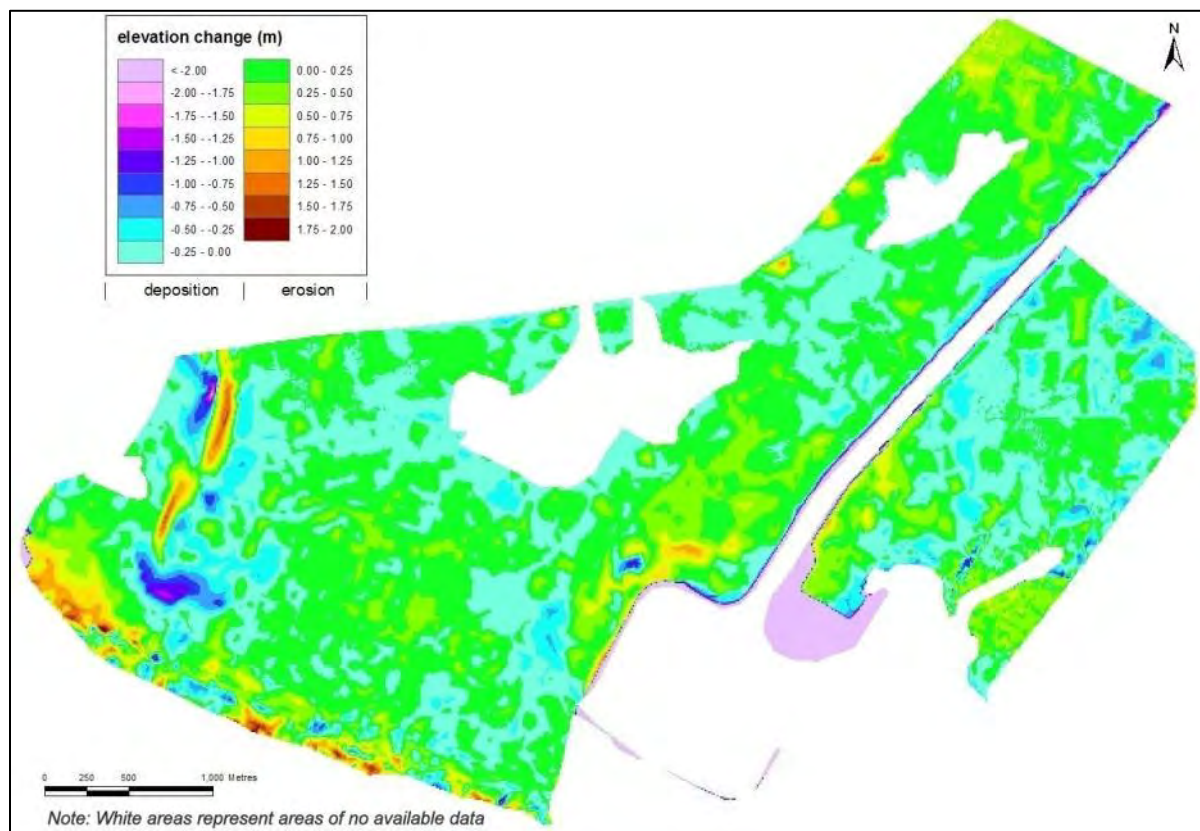 elevation change (m)
< -2.00 0.00 - 0.25
-2.00 - -1.75 0.25 - 0.50
-1.75 - -1.50 0.50 - 0.75
-1.50 - -1.25 0.75 - 1.00
-1.25 - -1.00 1.00 - 1.25
-1.00 - -0.75 1.25 - 1.50
-0.75 - -0.50 1.50 - 1.75
-0.50 - -0.25 1.75 - 2.00
-0.25 - 0.00
| deposition | erosion |
N
0 250 500 1,000 Metres
Note: White areas represent areas of no available data